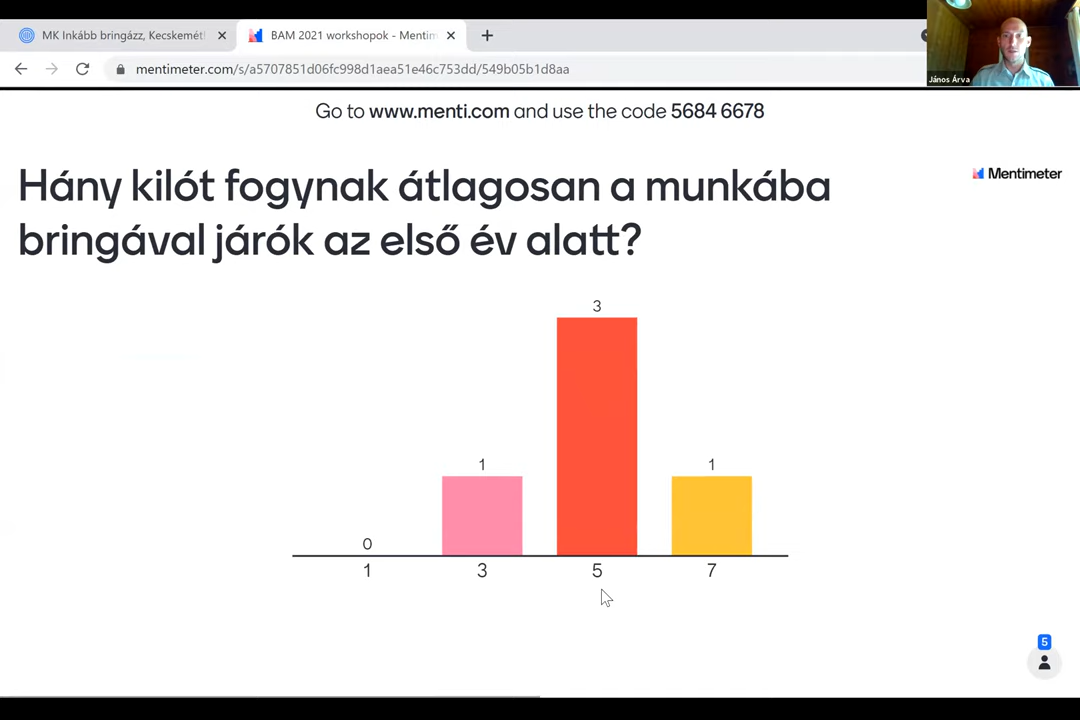 MK Inkább bringázz, Kecskemét!
BAM 2021 workshopok - Mentim
mentimeter.com/s/a5707851d06fc998d1aea51e46c753dd/549b05b1d8aa
János Árva
Go to www.menti.com and use the code 5684 6678
Hány kilót fogynak átlagosan a munkába
bringával járók az első év alatt?
Mentimeter
3
1
1
0
1
3
5
7
5